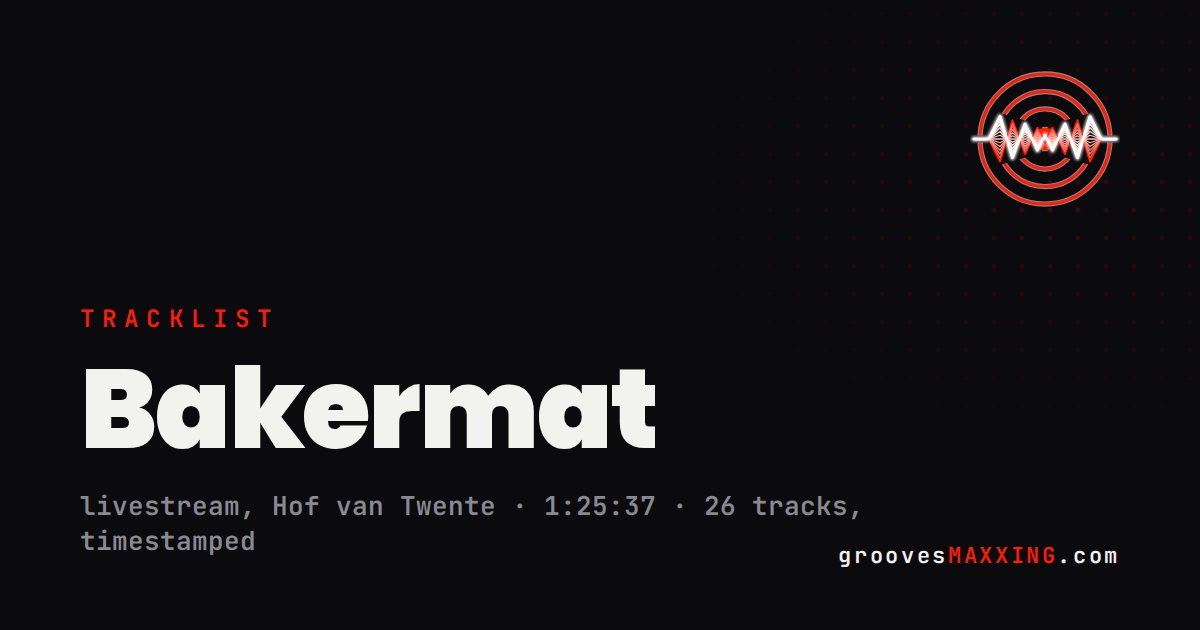 TRACKLIST
Bakermat
livestream, Hof van Twente · 1:25:37 · 26 tracks,
timestamped
groovesMAXXING.com